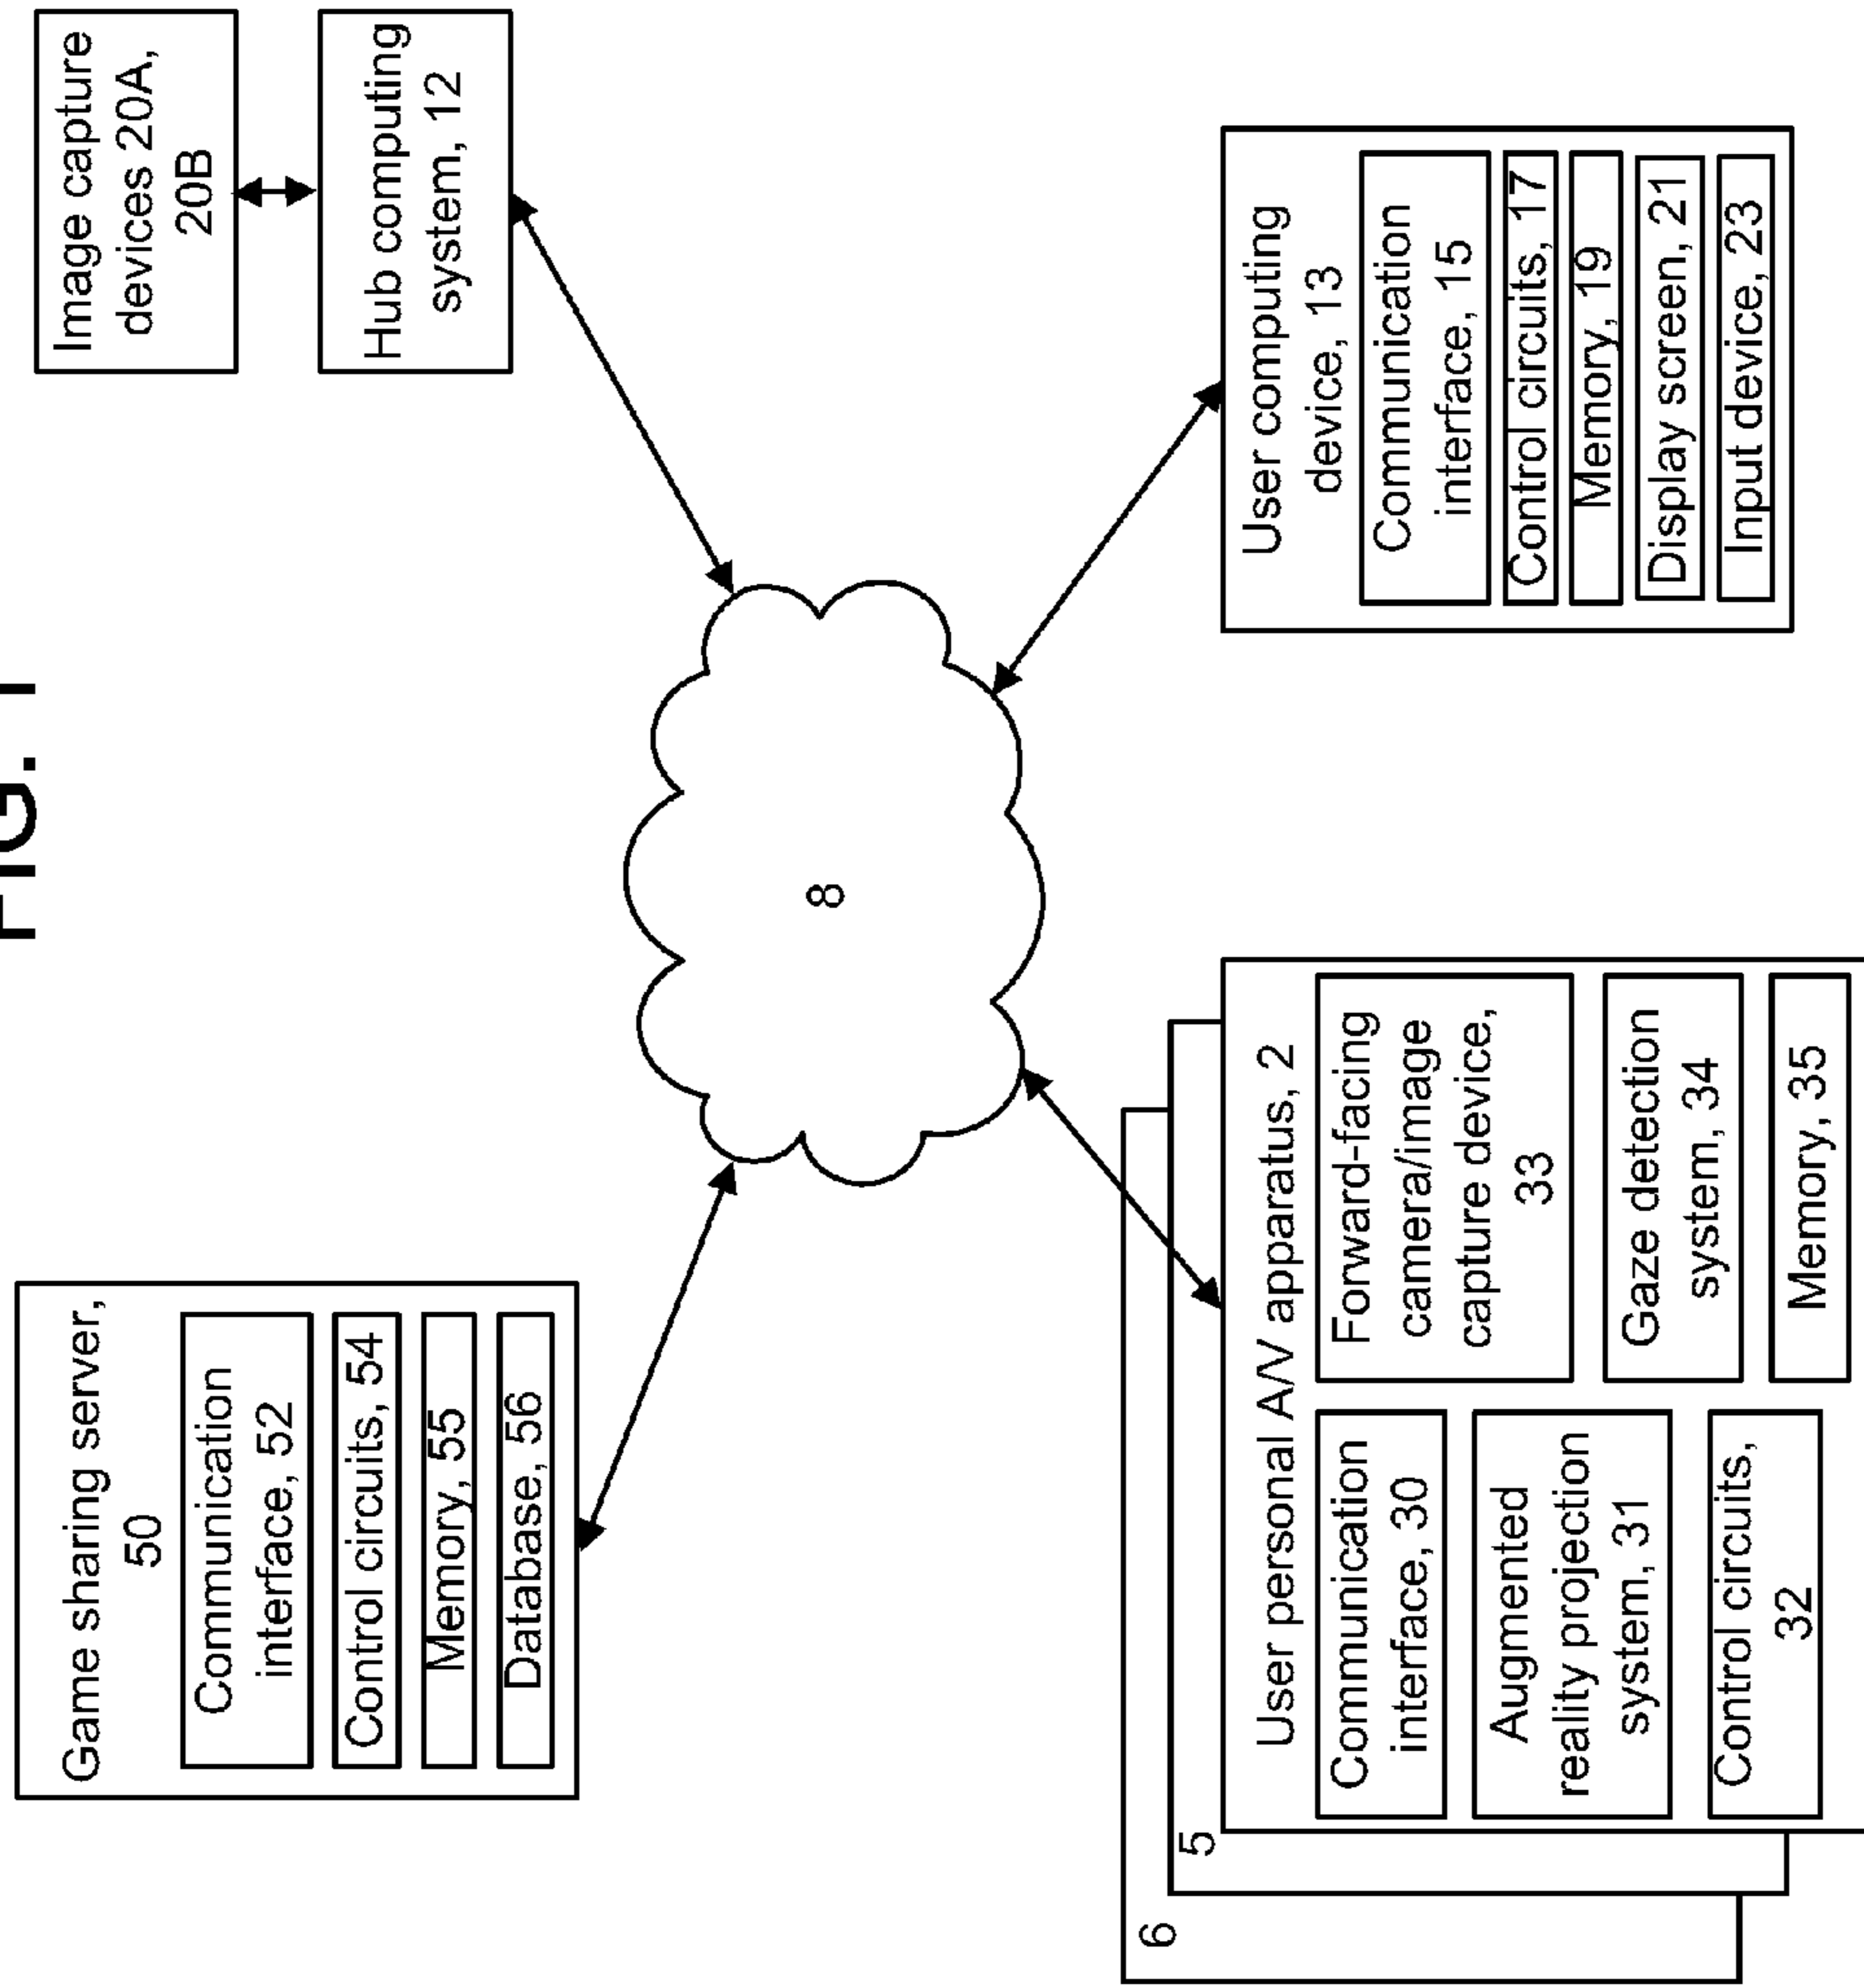 FIG. 1
Game sharing server,
50
Communication
interface, 52
Control circuits, 54
Memory, 55
Database, 56
Image capture
devices 20A,
20B
Hub computing
system, 12
8
6
5
User personal A/V apparatus, 2
Communication
interface, 30
Augmented
reality projection
system, 31
Control circuits,
32
Forward-facing
camera/image
capture device,
33
Gaze detection
system, 34
Memory, 35
User computing
device, 13
Communication
interface, 15
Control circuits, 17
Memory, 19
Display screen, 21
Input device, 23